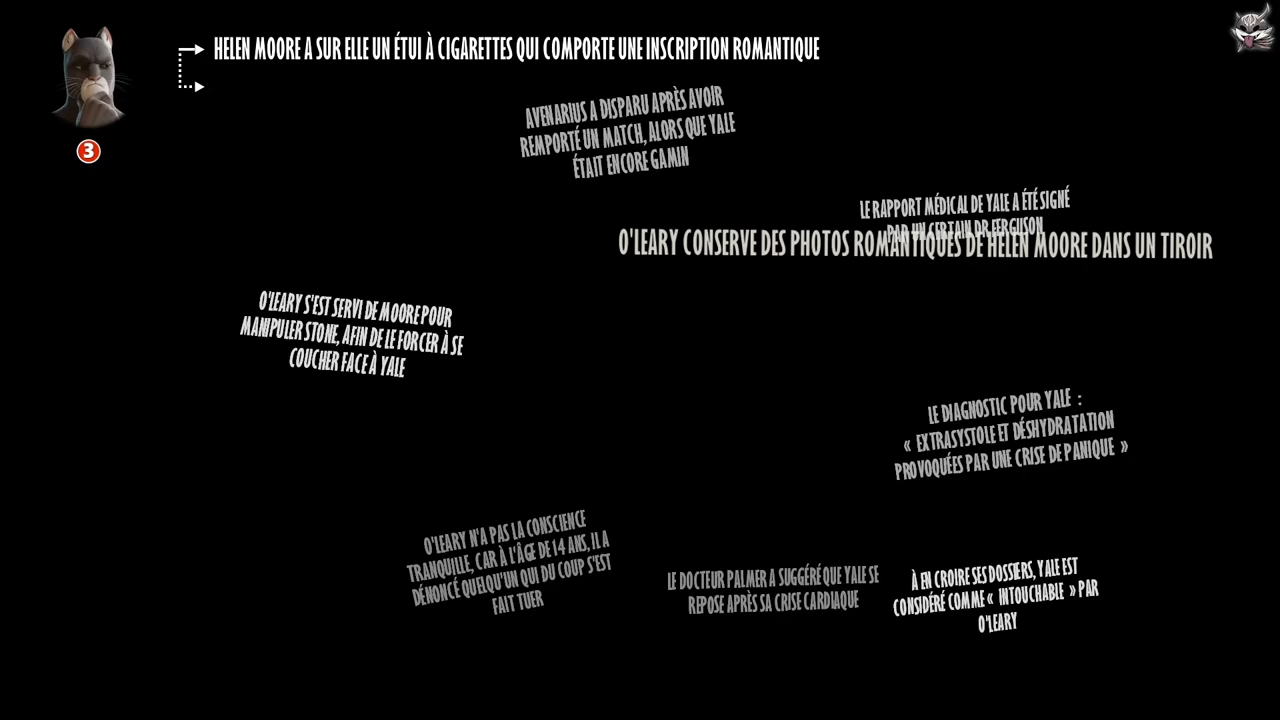 HELEN MOORE A SUR ELLE UN ÉTUI À CIGARETTES QUI COMPORTE UNE INSCRIPTION ROMANTIQUE
3
AVENARIUS A DISPARU APRÈS AVOIR
REMPORTÉ UN MATCH, ALORS QUE YALE
ÉTAIT ENCORE GAMIN
LE RAPPORT MÉDICAL DE YALE A ÉTÉ SIGNÉ
PAR UN CERTAIN DR FERGUSON
O'LEARY CONSERVE DES PHOTOS ROMANTIQUES DE HELEN MOORE DANS UN TIROIR
O'LEARY S'EST SERVI DE MOORE POUR
MANIPULER STONE, AFIN DE LE FORCER À SE
COUCHER FACE À YALE
LE DIAGNOSTIC POUR YALE :
« EXTRASYSTOLE ET DÉSHYDRATATION
PROVOQUÉES PAR UNE CRISE DE PANIQUE »
O'LEARY N'A PAS LA CONSCIENCE
TRANQUILLE, CAR À L'ÂGE DE 14 ANS, IL A
DÉNONCÉ QUELQU'UN QUI DU COUP S'EST
FAIT TUER
LE DOCTEUR PALMER A SUGGÉRÉ QUE YALE SE
REPOSE APRÈS SA CRISE CARDIAQUE
À EN CROIRE SES DOSSIERS, YALE EST
CONSIDÉRÉ COMME « INTOUCHABLE » PAR
O'LEARY